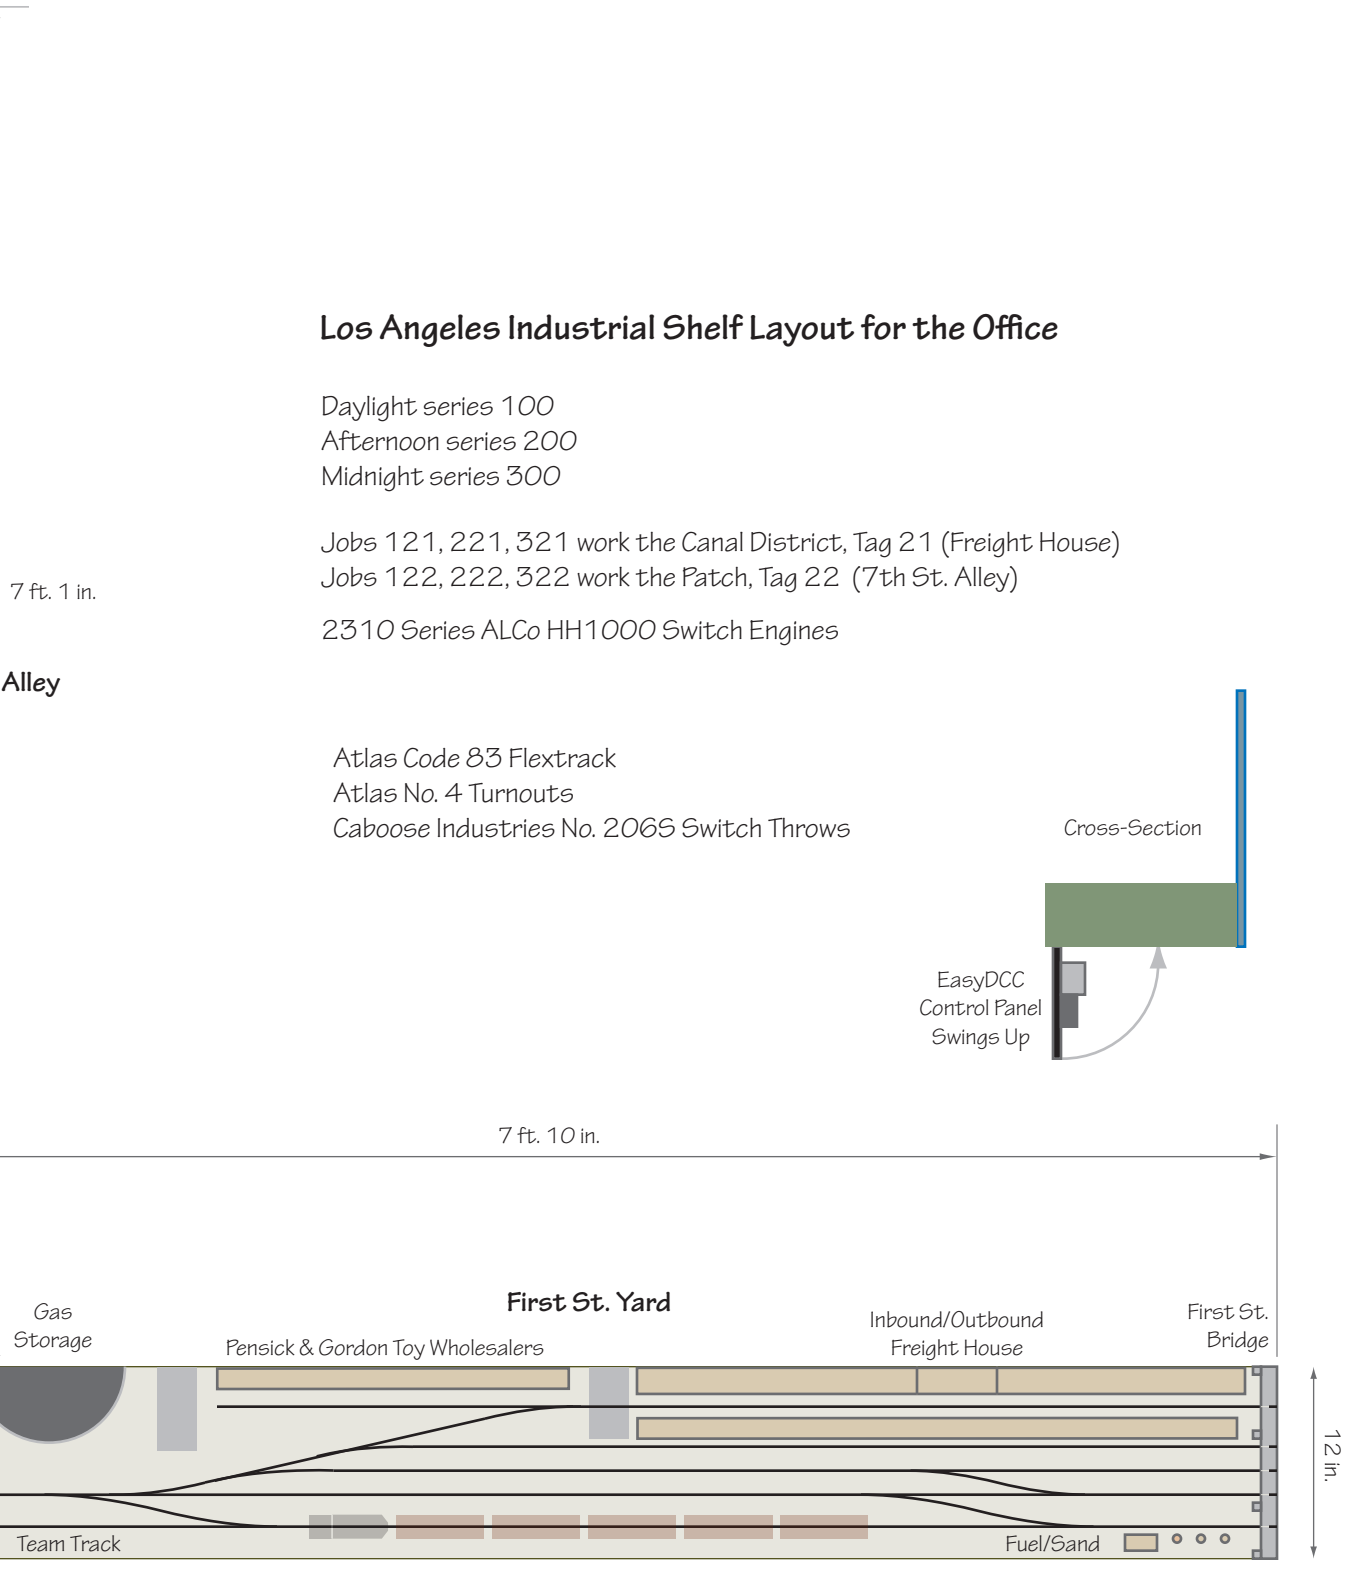 Los Angeles Industrial Shelf Layout for the Office
Daylight series 100
Afternoon series 200
Midnight series 300
Jobs 121, 221, 321 work the Canal District, Tag 21 (Freight House)
Jobs 122, 222, 322 work the Patch, Tag 22 (7th St. Alley)
7 ft. 1 in.
2310 Series ALCo HH1000 Switch Engines
Alley
Atlas Code 83 Flextrack
Atlas No. 4 Turnouts
Caboose Industries No. 206S Switch Throws
Cross-Section
EasyDCC
Control Panel
Swings Up
7 ft. 10 in.
First St. Yard
Gas
Storage
Pensick & Gordon Toy Wholesalers
Inbound/Outbound
Freight House
First St.
Bridge
12 in.
Team Track
Fuel/Sand